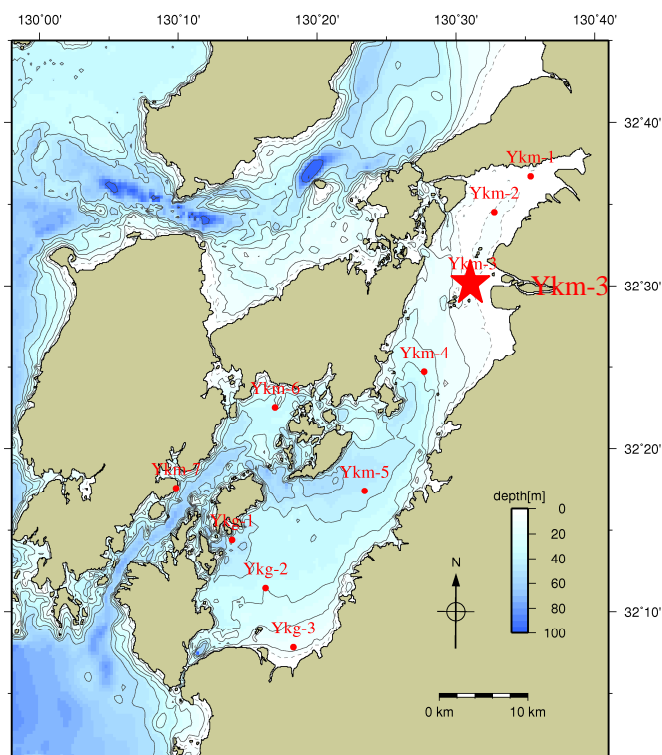 130°00' 130°10' 130°20' 130°30' 130°40'
32°40'
Ykm-1
Ykm-2
Ykm-3
Ykm-3
32°30'
Ykm-4
Ykm-6
32°20'
Ykm-7
Ykm-5
depth[m]
Ykg-1
0
20
40
60
80
100
N
Ykg-2
32°10'
Ykg-3
0 km 10 km